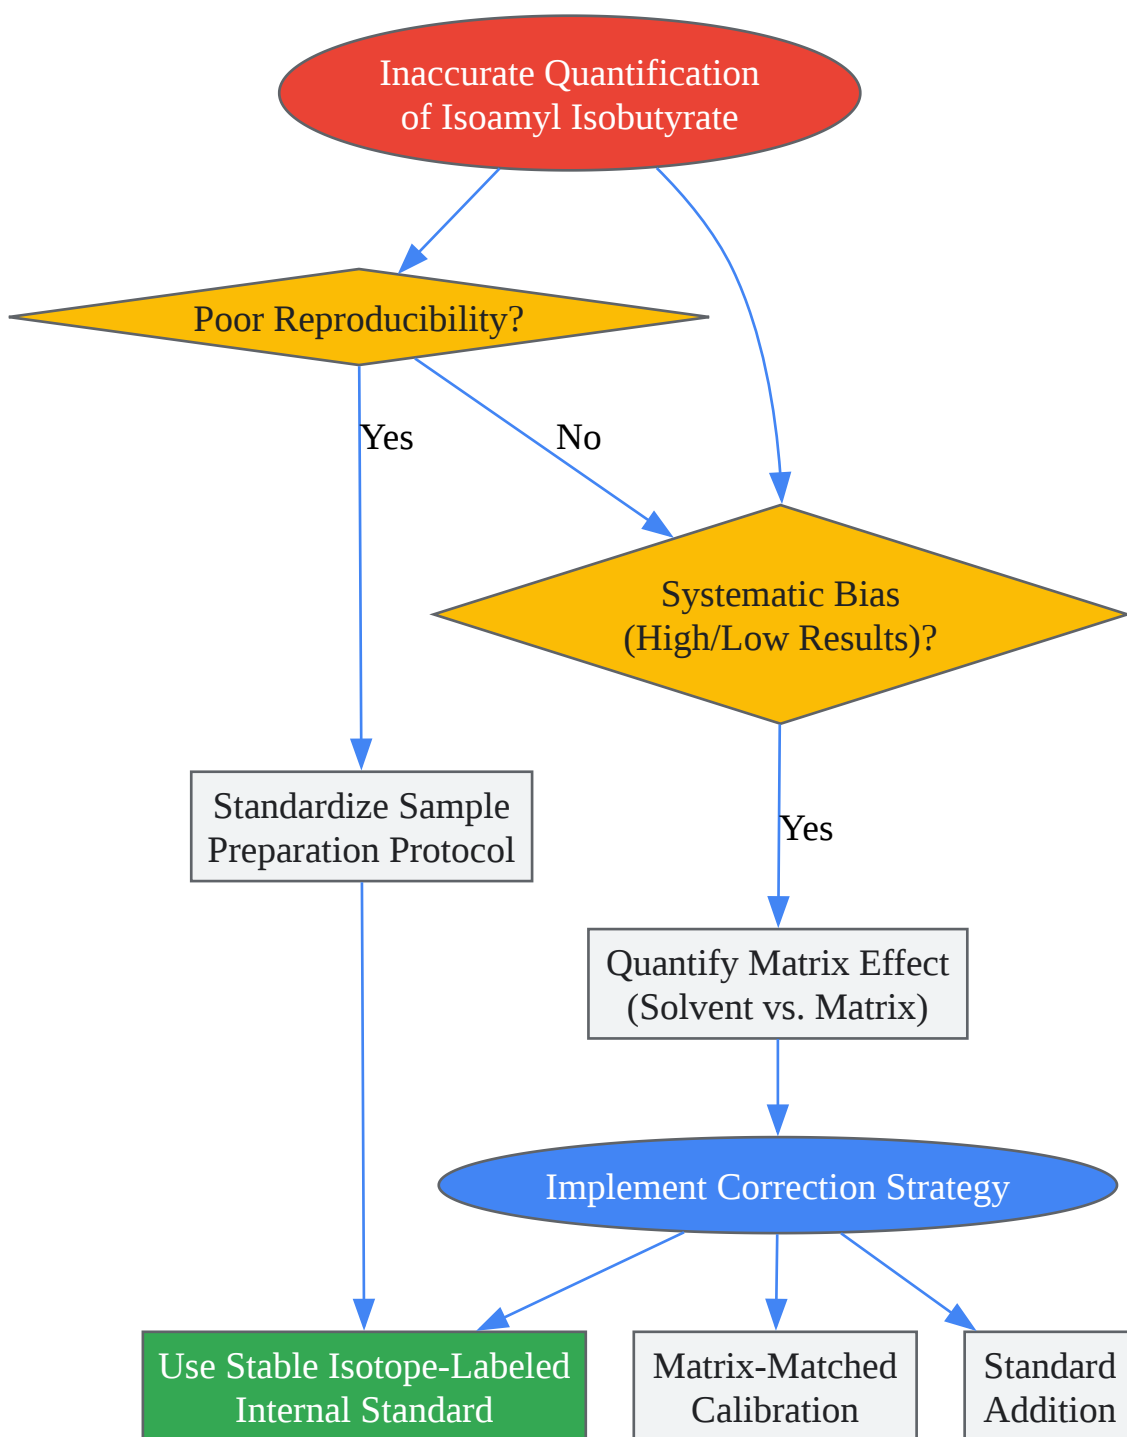 Inaccurate Quantification
of Isoamyl Isobutyrate
Poor Reproducibility?
Yes
No
Systematic Bias
(High/Low Results)?
Standardize Sample
Preparation Protocol
Yes
Quantify Matrix Effect
(Solvent vs. Matrix)
Implement Correction Strategy
Use Stable Isotope-Labeled
Internal Standard
Matrix-Matched
Calibration
Standard
Addition